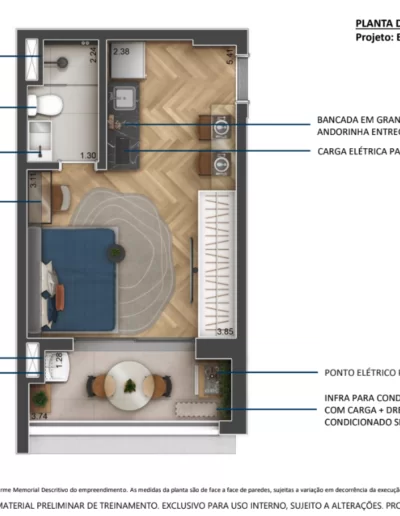 PLANTA D
Projeto: E
2.38
5.41
2.24
BANCADA EM GRAN
ANDORINHA ENTREG
CARGA ELÉTRICA PA
1.30
3.11
3.85
1.28
PONTO ELÉTRICO
INFRA PARA COND
COM CARGA + DRE
CONDICIONADO SE
3.74
rme Memorial Descritivo do empreendimento. As medidas da planta são de face a face de paredes, sujeitas a variação em decorrência da execução
MATERIAL PRELIMINAR DE TREINAMENTO. EXCLUSIVO PARA USO INTERNO, SUJEITO A ALTERAÇÕES. PRO